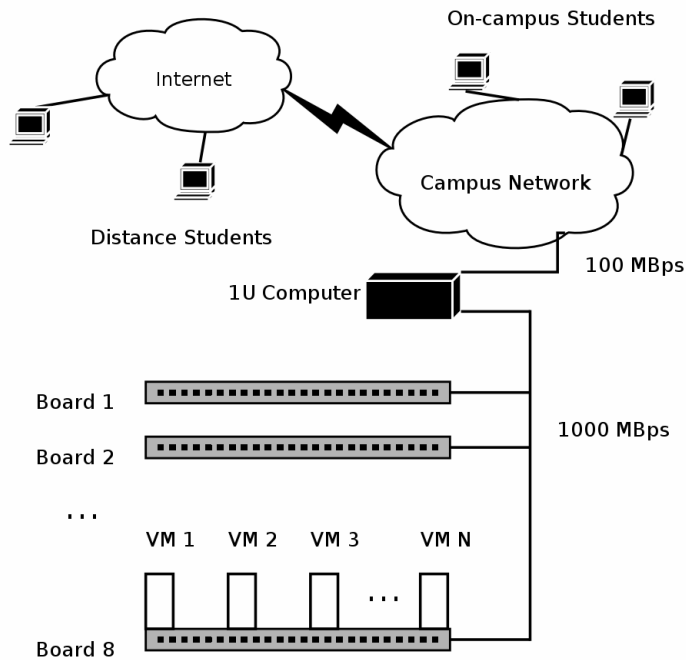 On-campus Students
Internet
Campus Network
Distance Students
100 MBps
1U Computer
Board 1
1000 MBps
Board 2
...
VM 1 VM 2 VM 3 VM N
...
Board 8